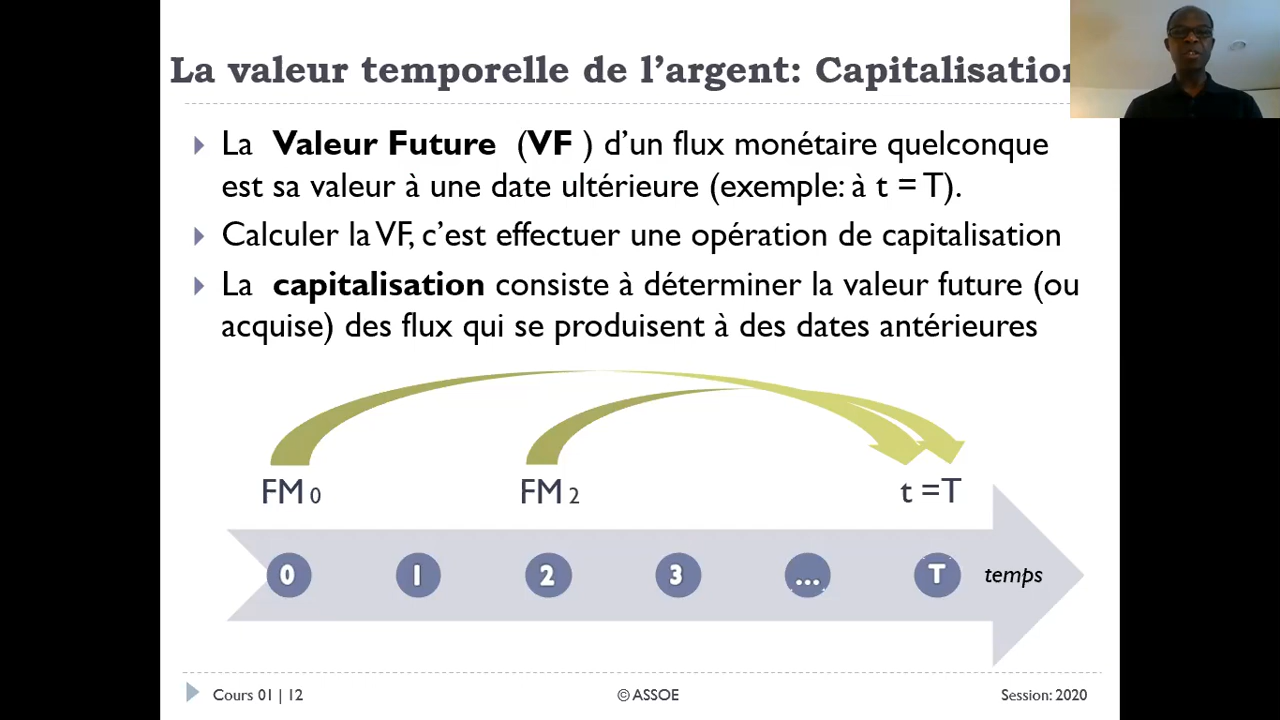 La valeur temporelle de l’argent: Capitalisation
La Valeur Future (VF ) d’un flux monétaire quelconque
est sa valeur à une date ultérieure (exemple: à t = T).
Calculer la VF, c’est effectuer une opération de capitalisation
La capitalisation consiste à déterminer la valeur future (ou
acquise) des flux qui se produisent à des dates antérieures
FM 0 FM 2 t =T
0 1 2 3 ... T temps
Cours 01 | 12 © ASSOE Session: 2020